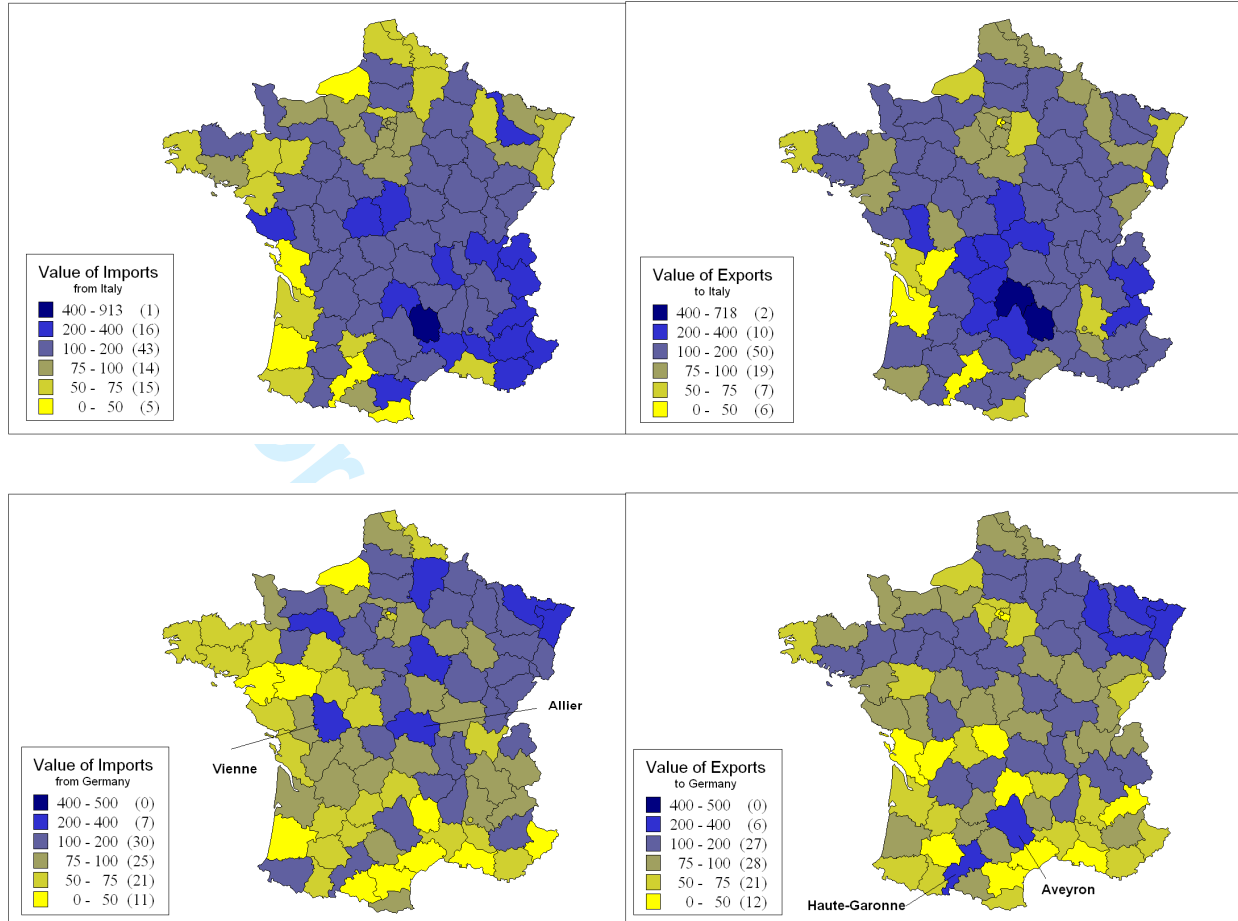 Value of Imports
from Italy
400 - 913 (1)
200 - 400 (16)
100 - 200 (43)
75 - 100 (14)
50 - 75 (15)
0 - 50 (5)
Value of Exports
to Italy
400 - 718 (2)
200 - 400 (10)
100 - 200 (50)
75 - 100 (19)
50 - 75 (7)
0 - 50 (6)
Allier
Vienne
Value of Imports
from Germany
400 - 500 (0)
200 - 400 (7)
100 - 200 (30)
75 - 100 (25)
50 - 75 (21)
0 - 50 (11)
Value of Exports
to Germany
400 - 500 (0)
200 - 400 (6)
100 - 200 (27)
75 - 100 (28)
50 - 75 (21)
0 - 50 (12)
Aveyron
Haute-Garonne